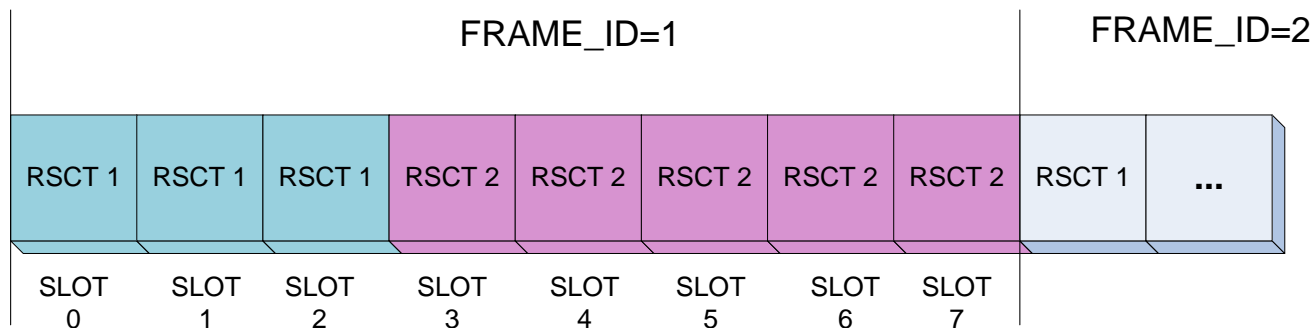 FRAME_ID=1 FRAME_ID=2
RSCT 1 RSCT 1 RSCT 1 RSCT 2 RSCT 2 RSCT 2 RSCT 2 RSCT 2 RSCT 1 ...
SLOT SLOT SLOT SLOT SLOT SLOT SLOT SLOT
0 1 2 3 4 5 6 7